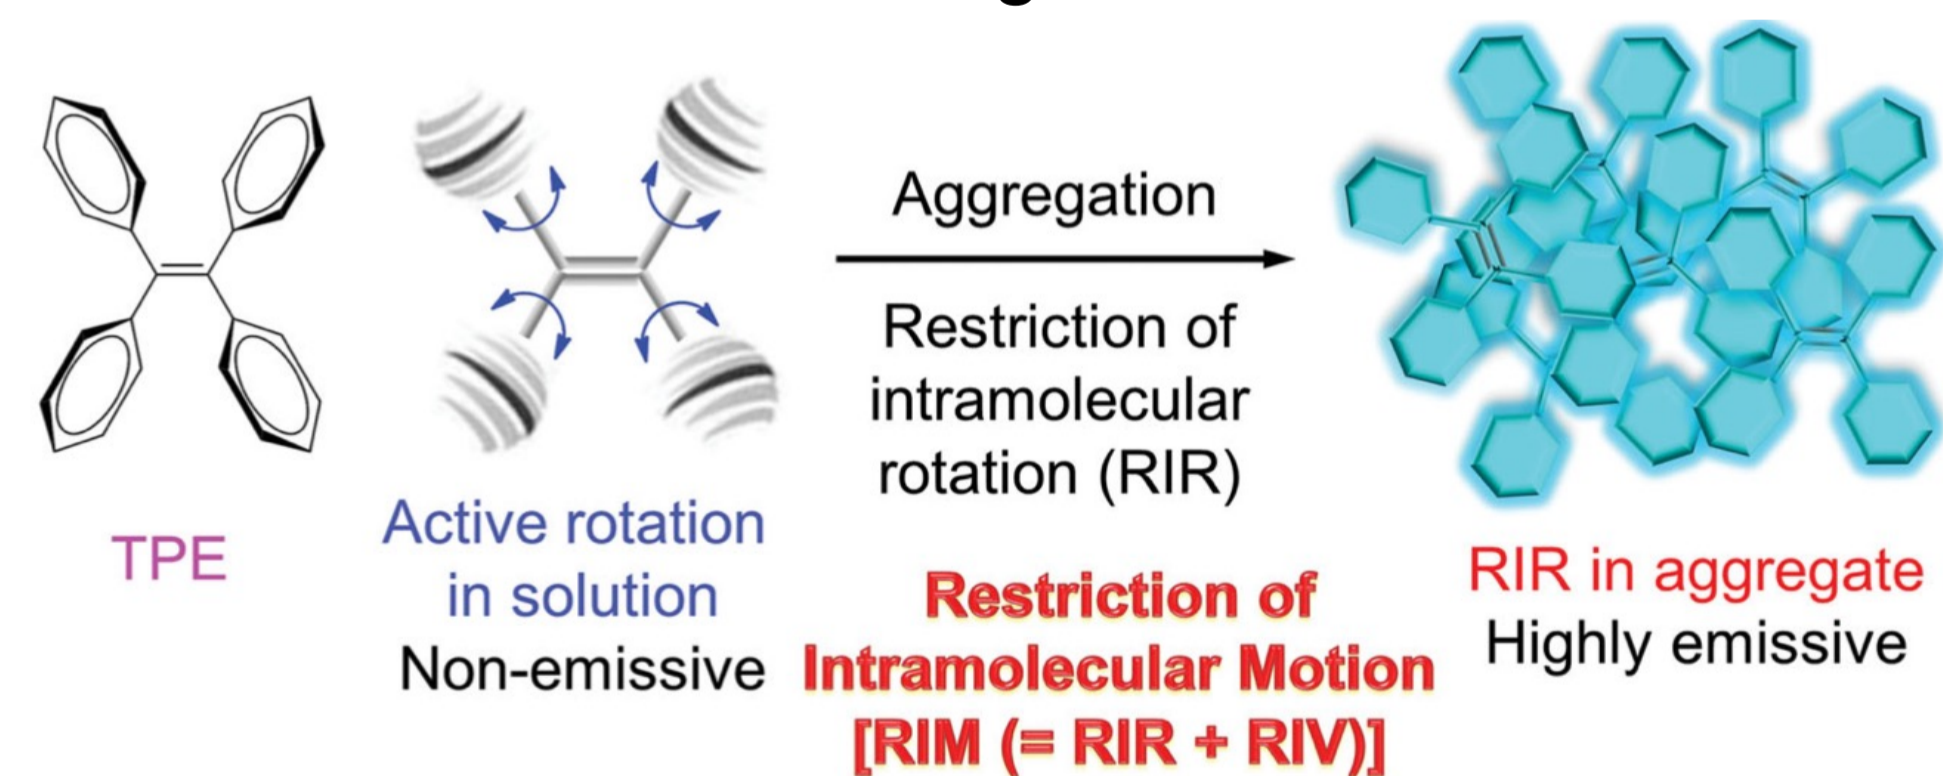 TPE
Active rotation
in solution
Non-emissive
Aggregation
Restriction of
intramolecular
rotation (RIR)
Restriction of
Intramolecular Motion
[RIM (= RIR + RIV)]
RIR in aggregate
Highly emissive